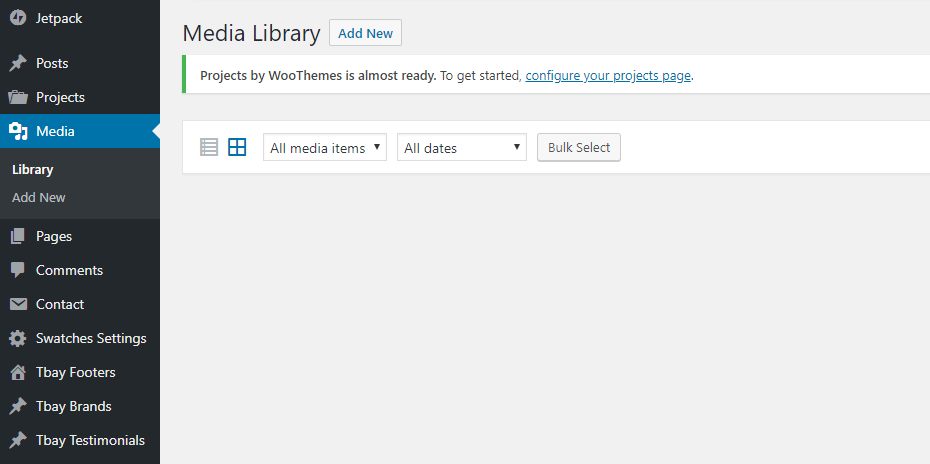 Jetpack
Posts
Projects
Media
Library
Add New
Pages
Comments
Contact
Swatches Settings
Tbay Footers
Tbay Brands
Tbay Testimonials
Media Library Add New
Projects by WooThemes is almost ready. To get started, configure your projects page.
All media items All dates Bulk Select